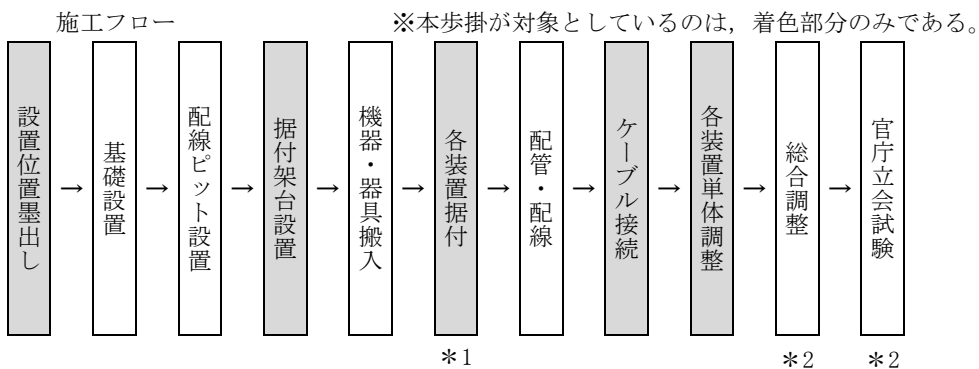 施工フロー
※本歩掛が対象としているのは，着色部分のみである。
設置位置墨出し
→
基礎設置
→
配線ピット設置
→
据付架台設置
→
機器・器具搬入
→
各装置据付
→
配管・配線
→
ケーブル接続
→
各装置単体調整
→
総合調整
→
官庁立会試験
＊1
＊2
＊2